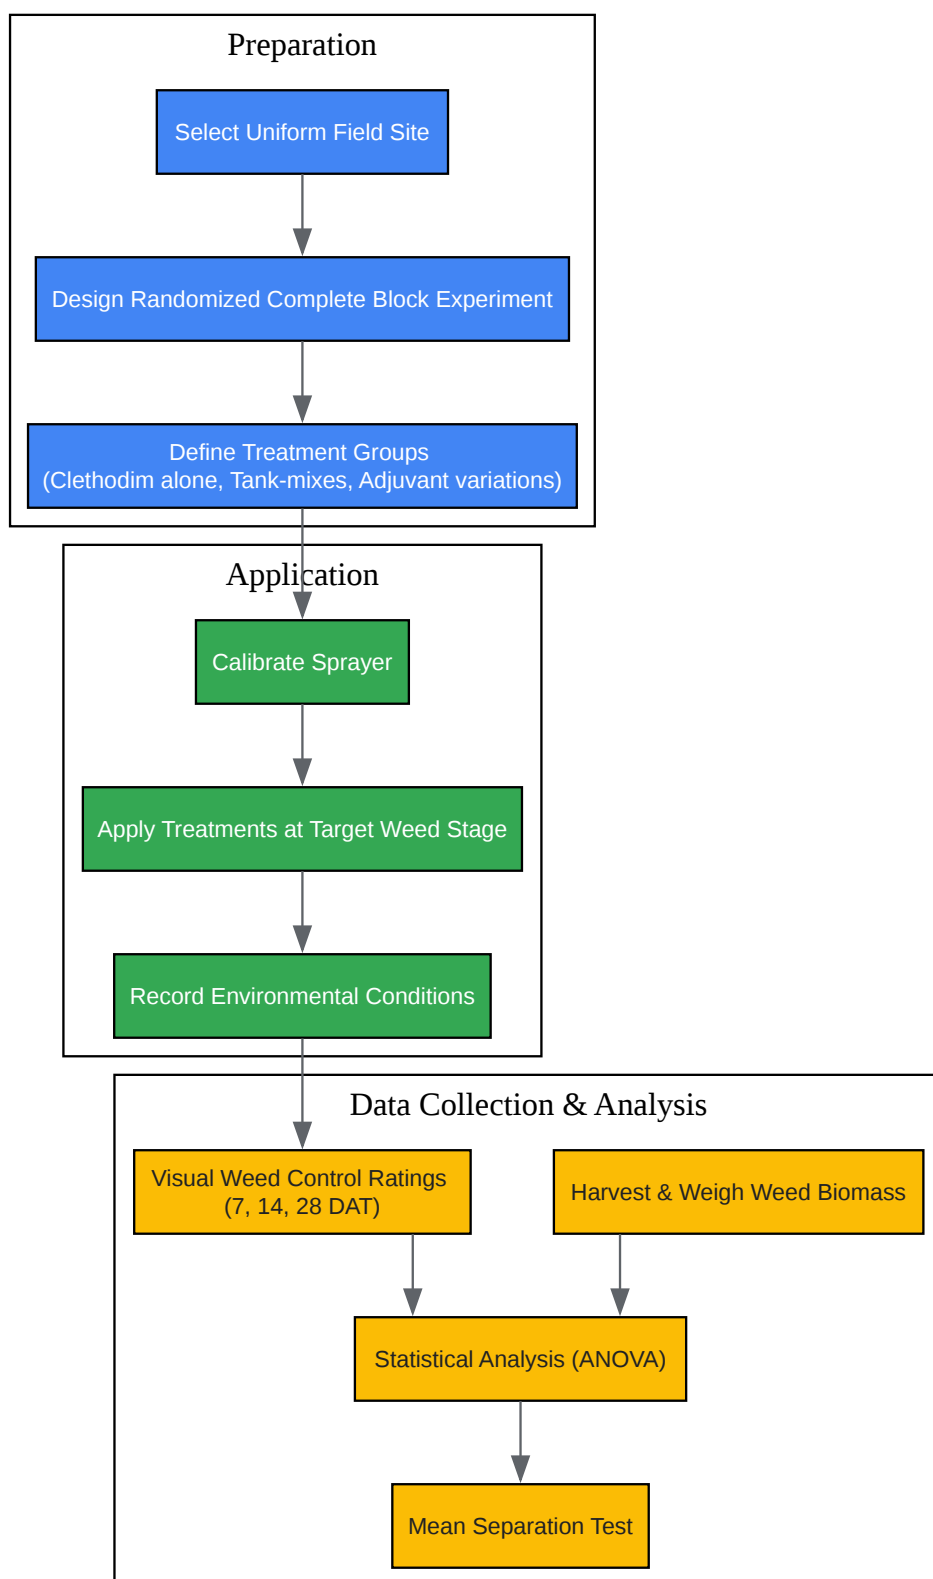 Preparation
Select Uniform Field Site
Design Randomized Complete Block Experiment
Define Treatment Groups
(Clethodim alone, Tank-mixes, Adjuvant variations)
Application
Calibrate Sprayer
Apply Treatments at Target Weed Stage
Record Environmental Conditions
Data Collection & Analysis
Visual Weed Control Ratings
(7, 14, 28 DAT)
Harvest & Weigh Weed Biomass
Statistical Analysis (ANOVA)
Mean Separation Test